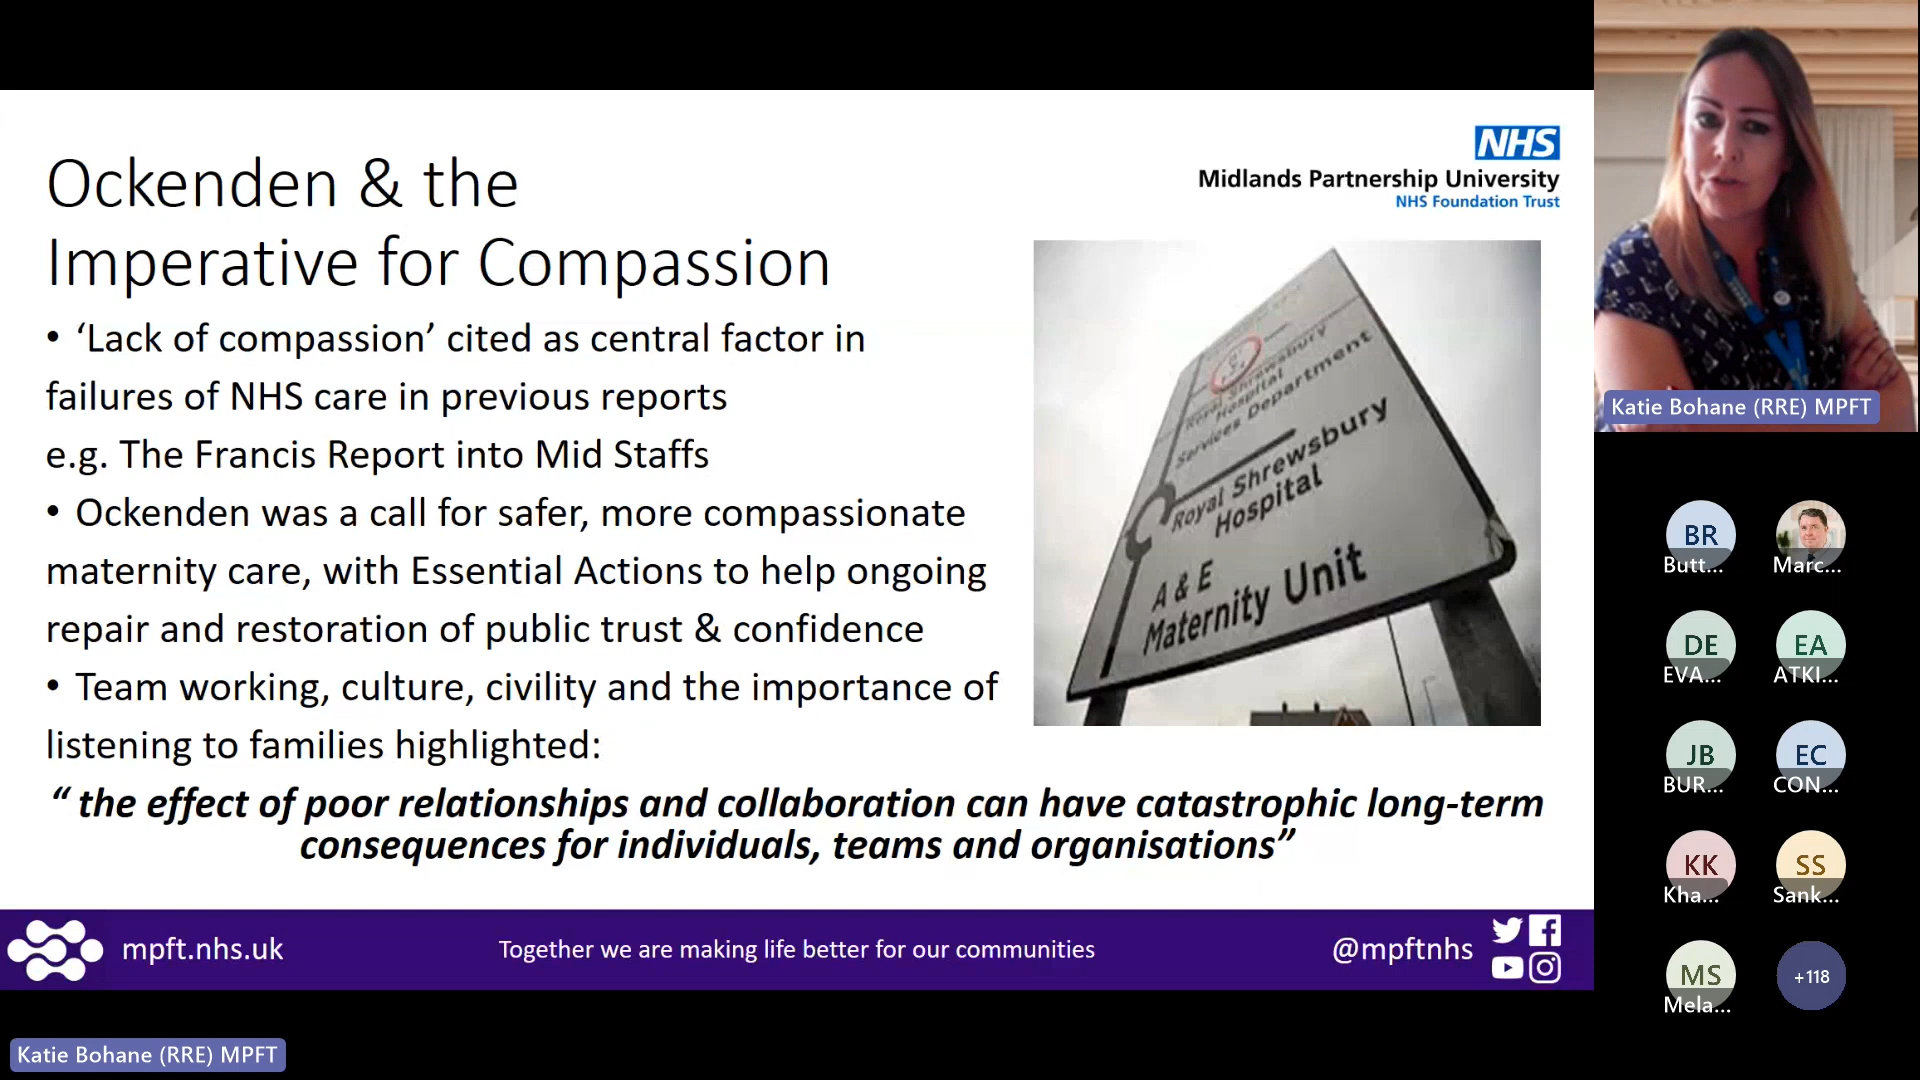 Ockenden & the
Imperative for Compassion
• ‘Lack of compassion’ cited as central factor in
failures of NHS care in previous reports
e.g. The Francis Report into Mid Staffs
• Ockenden was a call for safer, more compassionate
maternity care, with Essential Actions to help ongoing
repair and restoration of public trust & confidence
• Team working, culture, civility and the importance of
listening to families highlighted:
“ the effect of poor relationships and collaboration can have catastrophic long-term
consequences for individuals, teams and organisations”
NHS
Midlands Partnership University
NHS Foundation Trust
Royal Shrewsbury
Hospital
Services Department
Royal Shrewsbury
Hospital
A & E
Maternity Unit
mpft.nhs.uk
Together we are making life better for our communities
@mpftnhs
Katie Bohane (RRE) MPFT
Katie Bohane (RRE) MPFT
BR
Butt...
Marc...
DE
EVA...
EA
ATKI...
JB
BUR...
EC
CON...
KK
Kha...
SS
Sank...
MS
Mela...
+118